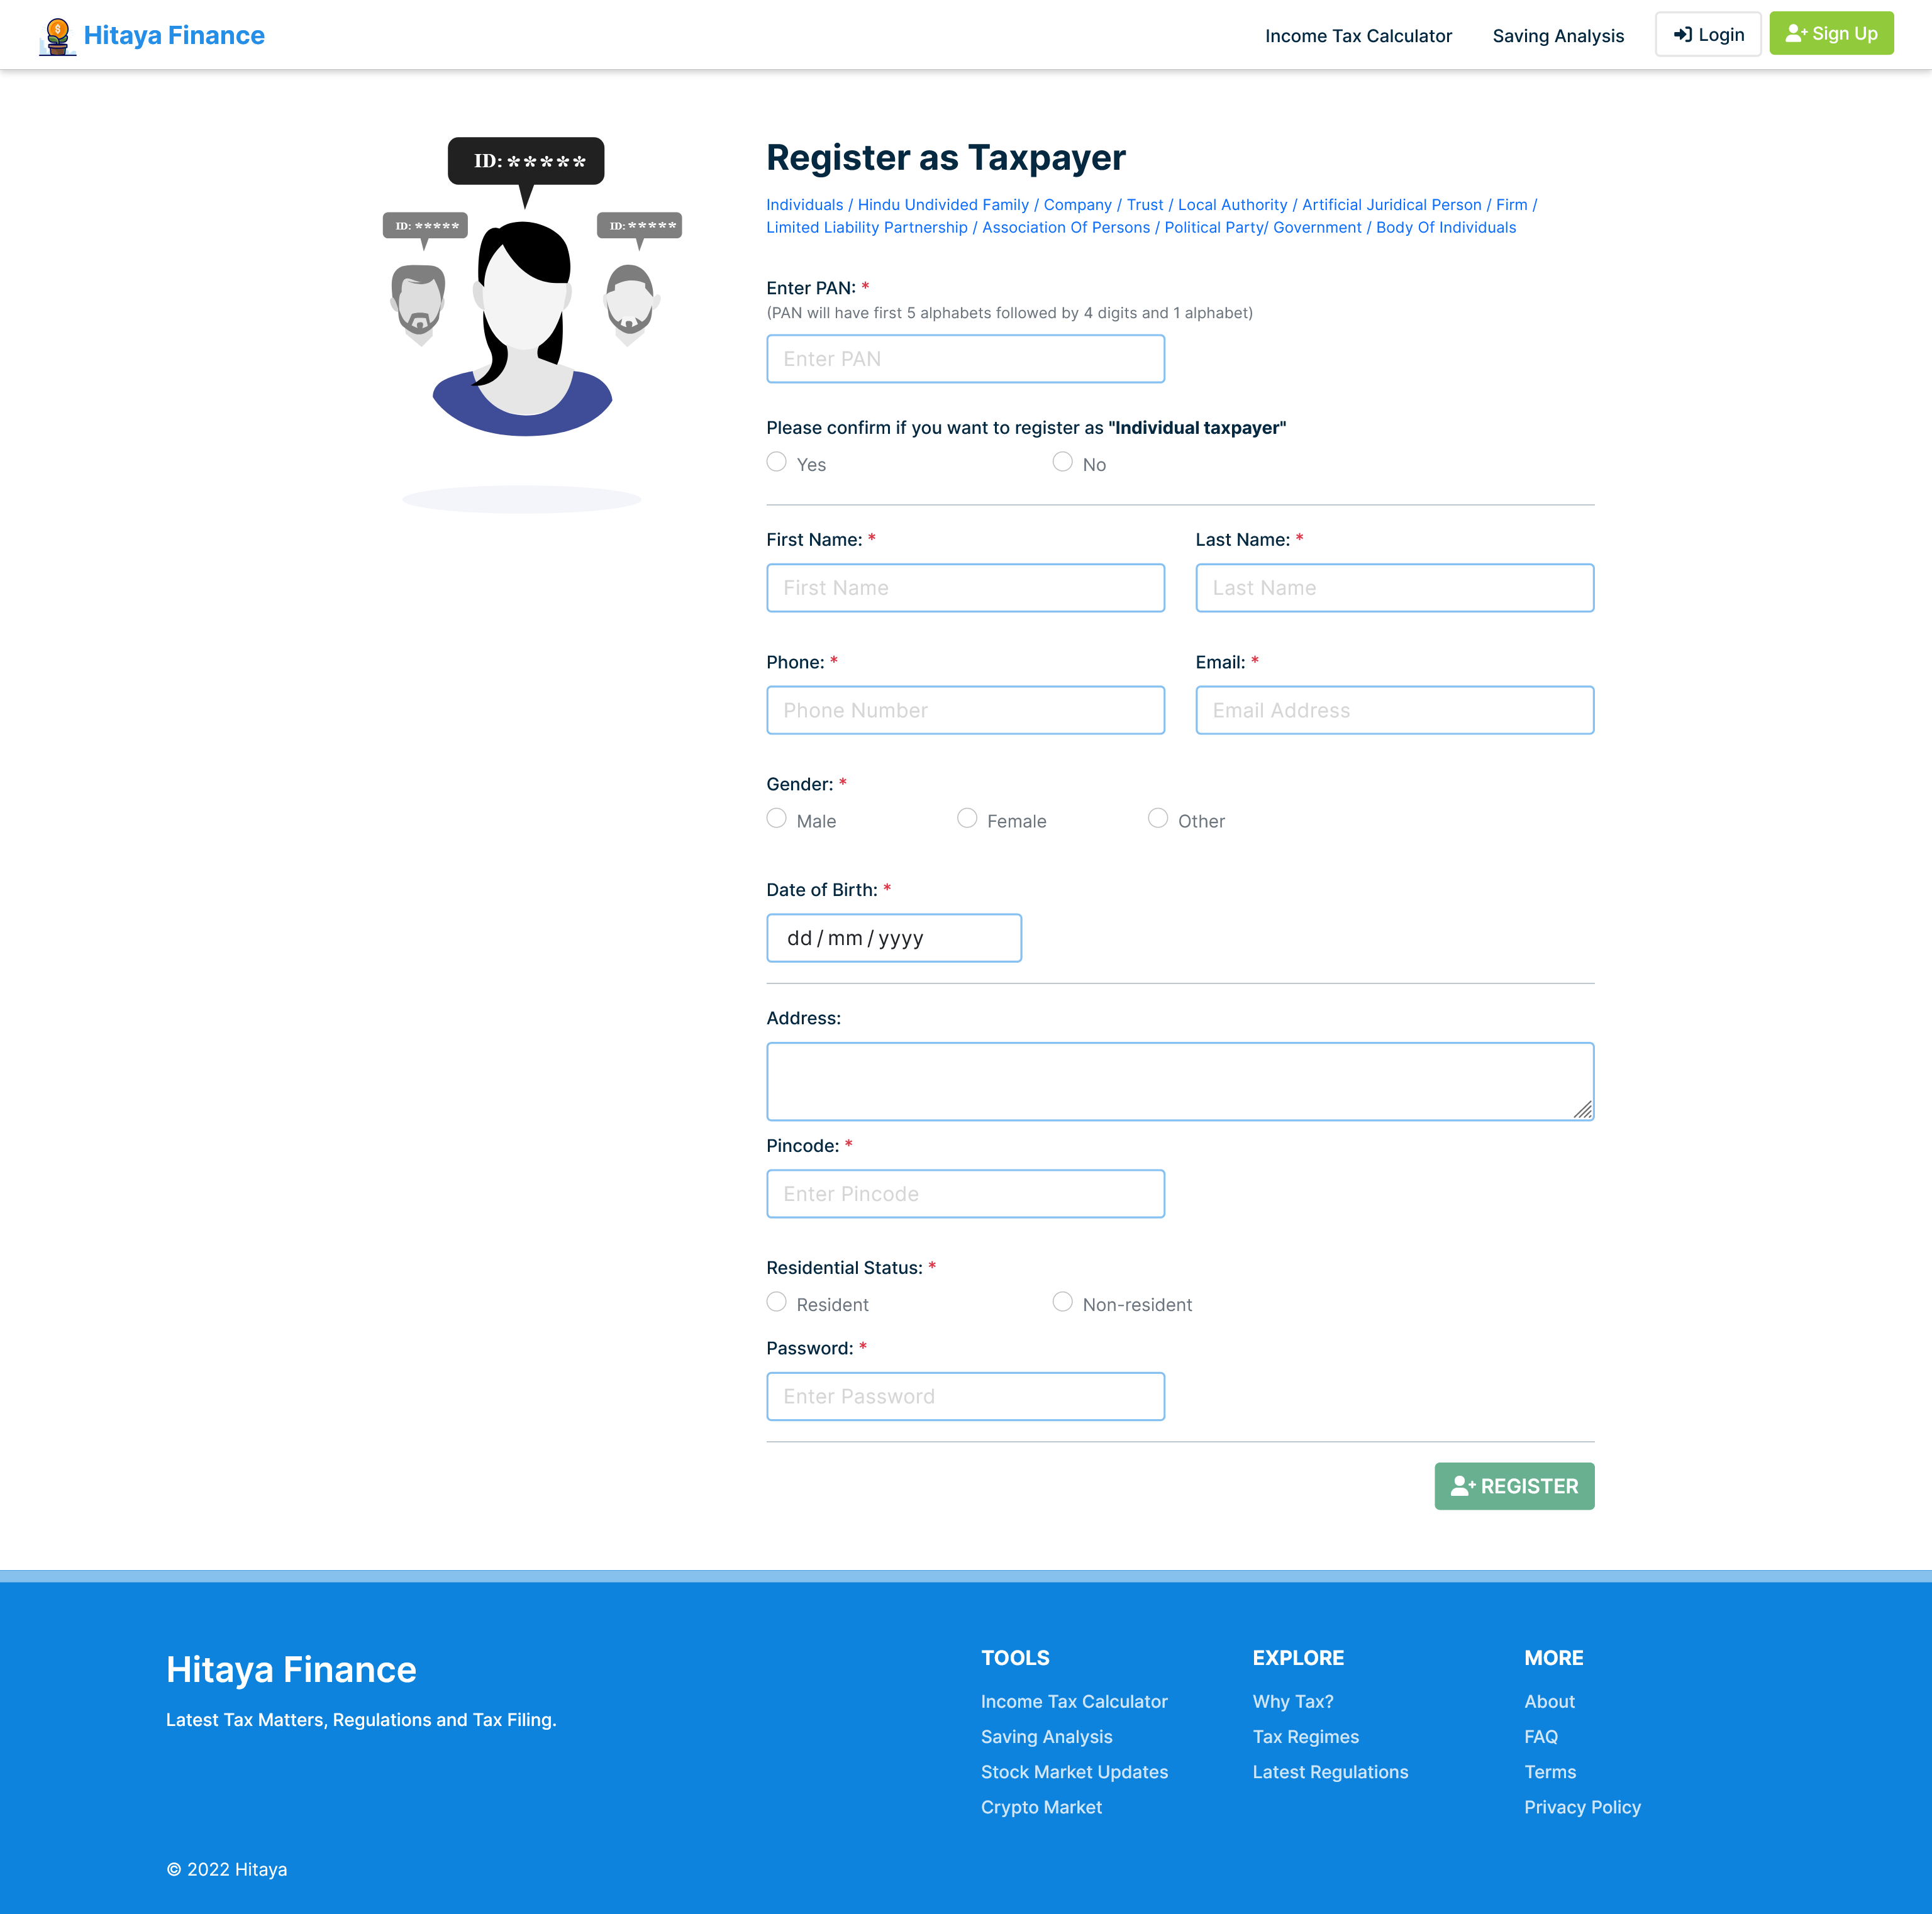 Hitaya Finance
Income Tax Calculator
Saving Analysis
Login
Sign Up
ID: *****
ID: *****
ID: *****
Register as Taxpayer
Individuals / Hindu Undivided Family / Company / Trust / Local Authority / Artificial Juridical Person / Firm /
Limited Liability Partnership / Association Of Persons / Political Party/ Government / Body Of Individuals
Enter PAN: *
(PAN will have first 5 alphabets followed by 4 digits and 1 alphabet)
Enter PAN
Please confirm if you want to register as "Individual taxpayer"
Yes
No
First Name: *
Last Name: *
First Name
Last Name
Phone: *
Email: *
Phone Number
Email Address
Gender: *
Male
Female
Other
Date of Birth: *
dd/mm/yyyy
Address:
Pincode: *
Enter Pincode
Residential Status: *
Resident
Non-resident
Password: *
Enter Password
REGISTER
Hitaya Finance
Latest Tax Matters, Regulations and Tax Filing.
TOOLS
Income Tax Calculator
Saving Analysis
Stock Market Updates
Crypto Market
EXPLORE
Why Tax?
Tax Regimes
Latest Regulations
MORE
About
FAQ
Terms
Privacy Policy
© 2022 Hitaya